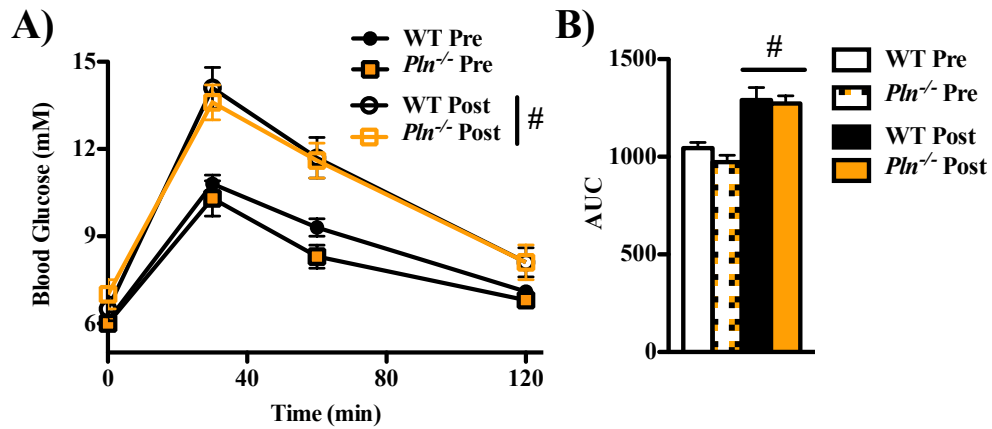 A)
WT Pre
Pln-/- Pre
WT Post
Pln-/- Post
#
15
12
9
6
Blood Glucose (mM)
0
40
80
120
Time (min)
B)
#
1500
1000
500
0
AUC
WT Pre
Pln-/- Pre
WT Post
Pln-/- Post